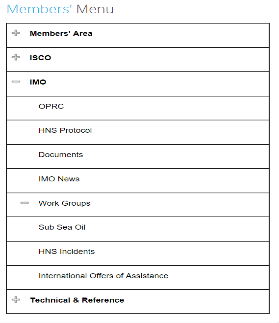 Members' Menu
Members' Area
ISCO
IMO
OPRC
HNS Protocol
Documents
IMO News
Work Groups
Sub Sea Oil
HNS Incidents
International Offers of Assistance
Technical & Reference